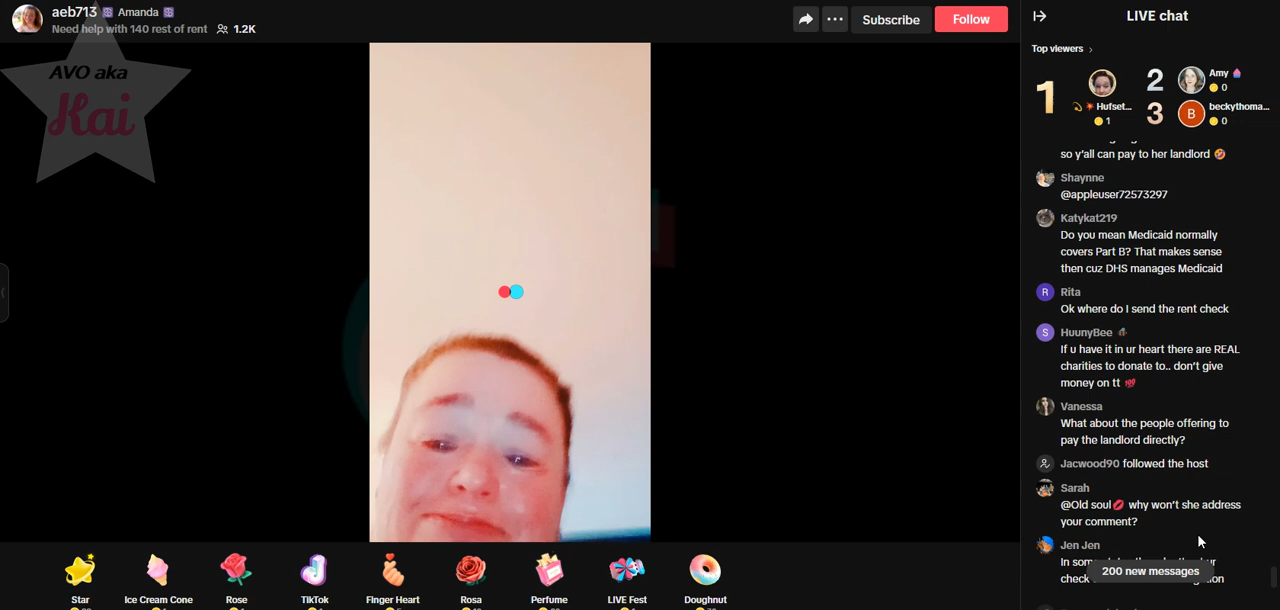 aeb713 Amanda
Need help with 140 rest of rent 1.2K
Subscribe
Follow
AVO aka
Kai
LIVE chat
Top viewers
1
Hufset...
1
2
Amy
0
3
B
beckythoma...
0
so y'all can pay to her landlord 🤣
Shaynne
@appleuser72573297
Katykat219
Do you mean Medicaid normally
covers Part B? That makes sense
then cuz DHS manages Medicaid
R
Rita
Ok where do I send the rent check
S
HuunyBee
If u have it in ur heart there are REAL
charities to donate to.. don't give
money on tt 💯
Vanessa
What about the people offering to
pay the landlord directly?
Jacwood90 followed the host
Sarah
@Old soul💋 why won't she address
your comment?
Jen Jen
200 new messages
check
Star
Ice Cream Cone
Rose
TikTok
Finger Heart
Rosa
Perfume
LIVE Fest
Doughnut